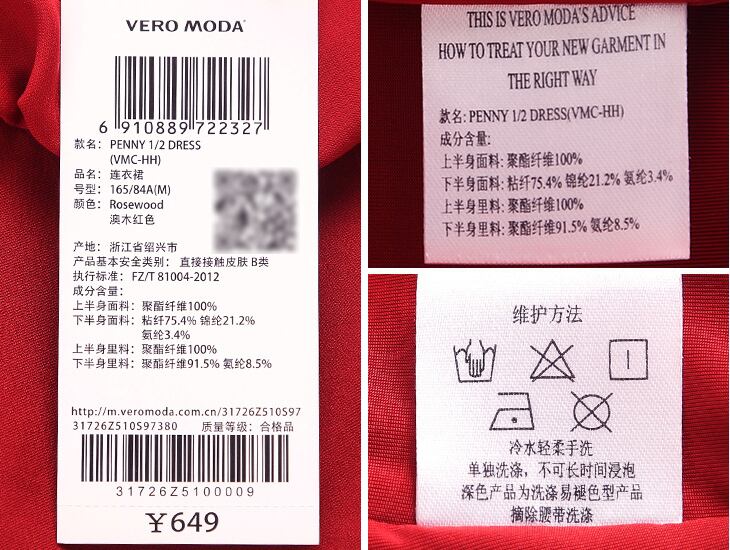 VERO MODA
6 910889 722327
款名: PENNY 1/2 DRESS
(VMC-HH)
品名: 连衣裙
号型: 165/84A(M)
颜色: Rosewood
澳木红色
产地: 浙江省绍兴市
产品基本安全类别: 直接接触皮肤 B类
执行标准: FZ/T 81004-2012
成分含量:
上半身面料: 聚酯纤维100%
下半身面料: 粘纤75.4% 锦纶21.2%
氨纶3.4%
上半身里料: 聚酯纤维100%
下半身里料: 聚酯纤维91.5% 氨纶8.5%
http://m.veromoda.com.cn/31726Z510S97
31726Z510S97380 质量等级: 合格品
31726Z5100009
¥649
THIS IS VERO MODA'S ADVICE
HOW TO TREAT YOUR NEW GARMENT IN
THE RIGHT WAY
款名: PENNY 1/2 DRESS(VMC-HH)
成分含量:
上半身面料: 聚酯纤维100%
下半身面料: 粘纤75.4% 锦纶21.2% 氨纶3.4%
上半身里料: 聚酯纤维100%
下半身里料: 聚酯纤维91.5% 氨纶8.5%
维护方法
冷水轻柔手洗
单独洗涤, 不可长时间浸泡
深色产品为洗涤易褪色型产品
摘除腰带洗涤